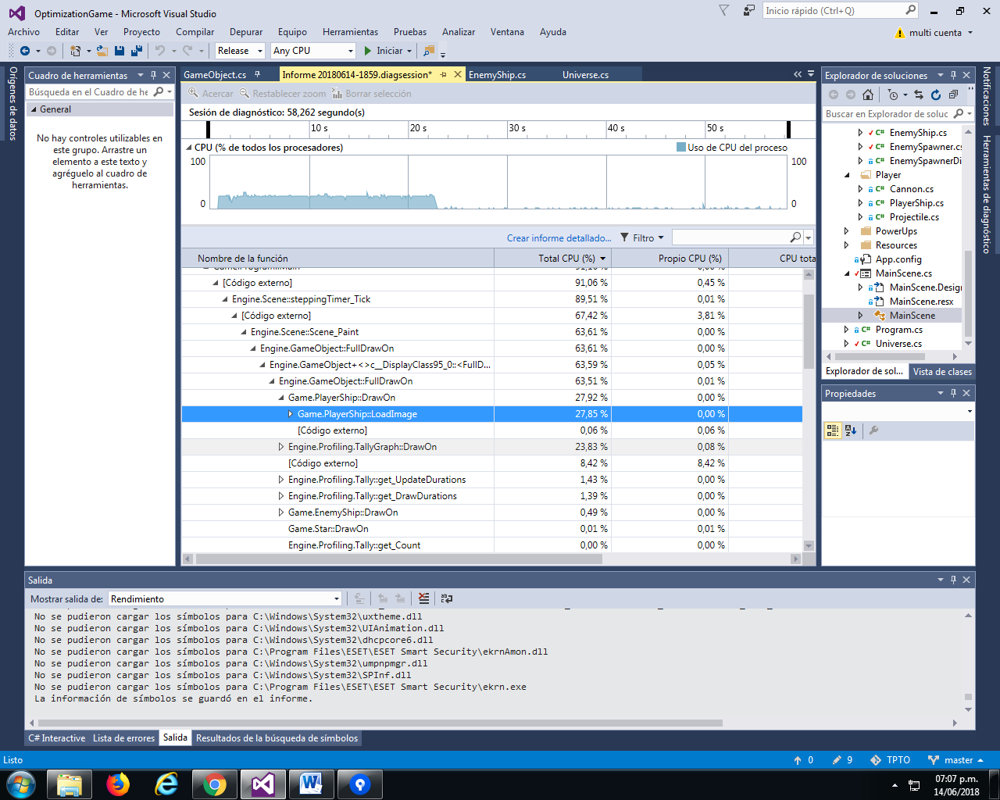 OptimizationGame - Microsoft Visual Studio
Inicio rápido (Ctrl+Q)
Archivo Editar Ver Proyecto Compilar Depurar Equipo Herramientas Pruebas Analizar Ventana Ayuda
multi cuenta
Release Any CPU Iniciar
Orígenes de datos
Cuadro de herramientas
Búsqueda en el Cuadro de he
General
No hay controles utilizables en
este grupo. Arrastre un
elemento a este texto y
agréguelo al cuadro de
herramientas.
GameObject.cs Informe 20180614-1859.diagsession* EnemyShip.cs Universe.cs
Acercar Restablecer zoom Borrar selección
Sesión de diagnóstico: 58,262 segundo(s)
10 s 20 s 30 s 40 s 50 s
CPU (% de todos los procesadores) Uso de CPU del proceso
100 100
0 0
Crear informe detallado... Filtro
Nombre de la función Total CPU (%) Propio CPU (%) CPU tota
[Código externo] 91,06 % 0,45 %
Engine.Scene::steppingTimer_Tick 89,51 % 0,01 %
[Código externo] 67,42 % 3,81 %
Engine.Scene::Scene_Paint 63,61 % 0,00 %
Engine.GameObject::FullDrawOn 63,61 % 0,00 %
Engine.GameObject+<>c__DisplayClass95_0::<FullD... 63,59 % 0,05 %
Engine.GameObject::FullDrawOn 63,51 % 0,01 %
Game.PlayerShip::DrawOn 27,92 % 0,00 %
Game.PlayerShip::LoadImage 27,85 % 0,00 %
[Código externo] 0,06 % 0,06 %
Engine.Profiling.TallyGraph::DrawOn 23,83 % 0,08 %
[Código externo] 8,42 % 8,42 %
Engine.Profiling.Tally::get_UpdateDurations 1,43 % 0,00 %
Engine.Profiling.Tally::get_DrawDurations 1,39 % 0,00 %
Game.EnemyShip::DrawOn 0,49 % 0,00 %
Game.Star::DrawOn 0,01 % 0,01 %
Engine.Profiling.Tally::get_Count 0,00 % 0,00 %
Explorador de soluciones
Buscar en Explorador de soluc
C# EnemyShip.cs
C# EnemySpawner.cs
C# EnemySpawnerDi
Player
C# Cannon.cs
C# PlayerShip.cs
C# Projectile.cs
PowerUps
Resources
App.config
MainScene.cs
MainScene.Desig
MainScene.resx
MainScene
C# Program.cs
C# Universe.cs
Explorador de sol... Vista de clases
Propiedades
Notificaciones
Herramientas de diagnóstico
Salida
Mostrar salida de: Rendimiento
No se pudieron cargar los símbolos para C:\Windows\System32\uxtheme.dll
No se pudieron cargar los símbolos para C:\Windows\System32\UIAnimation.dll
No se pudieron cargar los símbolos para C:\Windows\System32\dhcpcore6.dll
No se pudieron cargar los símbolos para C:\Program Files\ESET\ESET Smart Security\ekrnAmon.dll
No se pudieron cargar los símbolos para C:\Windows\System32\umpnpmgr.dll
No se pudieron cargar los símbolos para C:\Windows\System32\SPInf.dll
No se pudieron cargar los símbolos para C:\Program Files\ESET\ESET Smart Security\ekrn.exe
La información de símbolos se guardó en el informe.
C# Interactive Lista de errores Salida Resultados de la búsqueda de símbolos
Listo 0 9 TPTO master
07:07 p.m.
14/06/2018